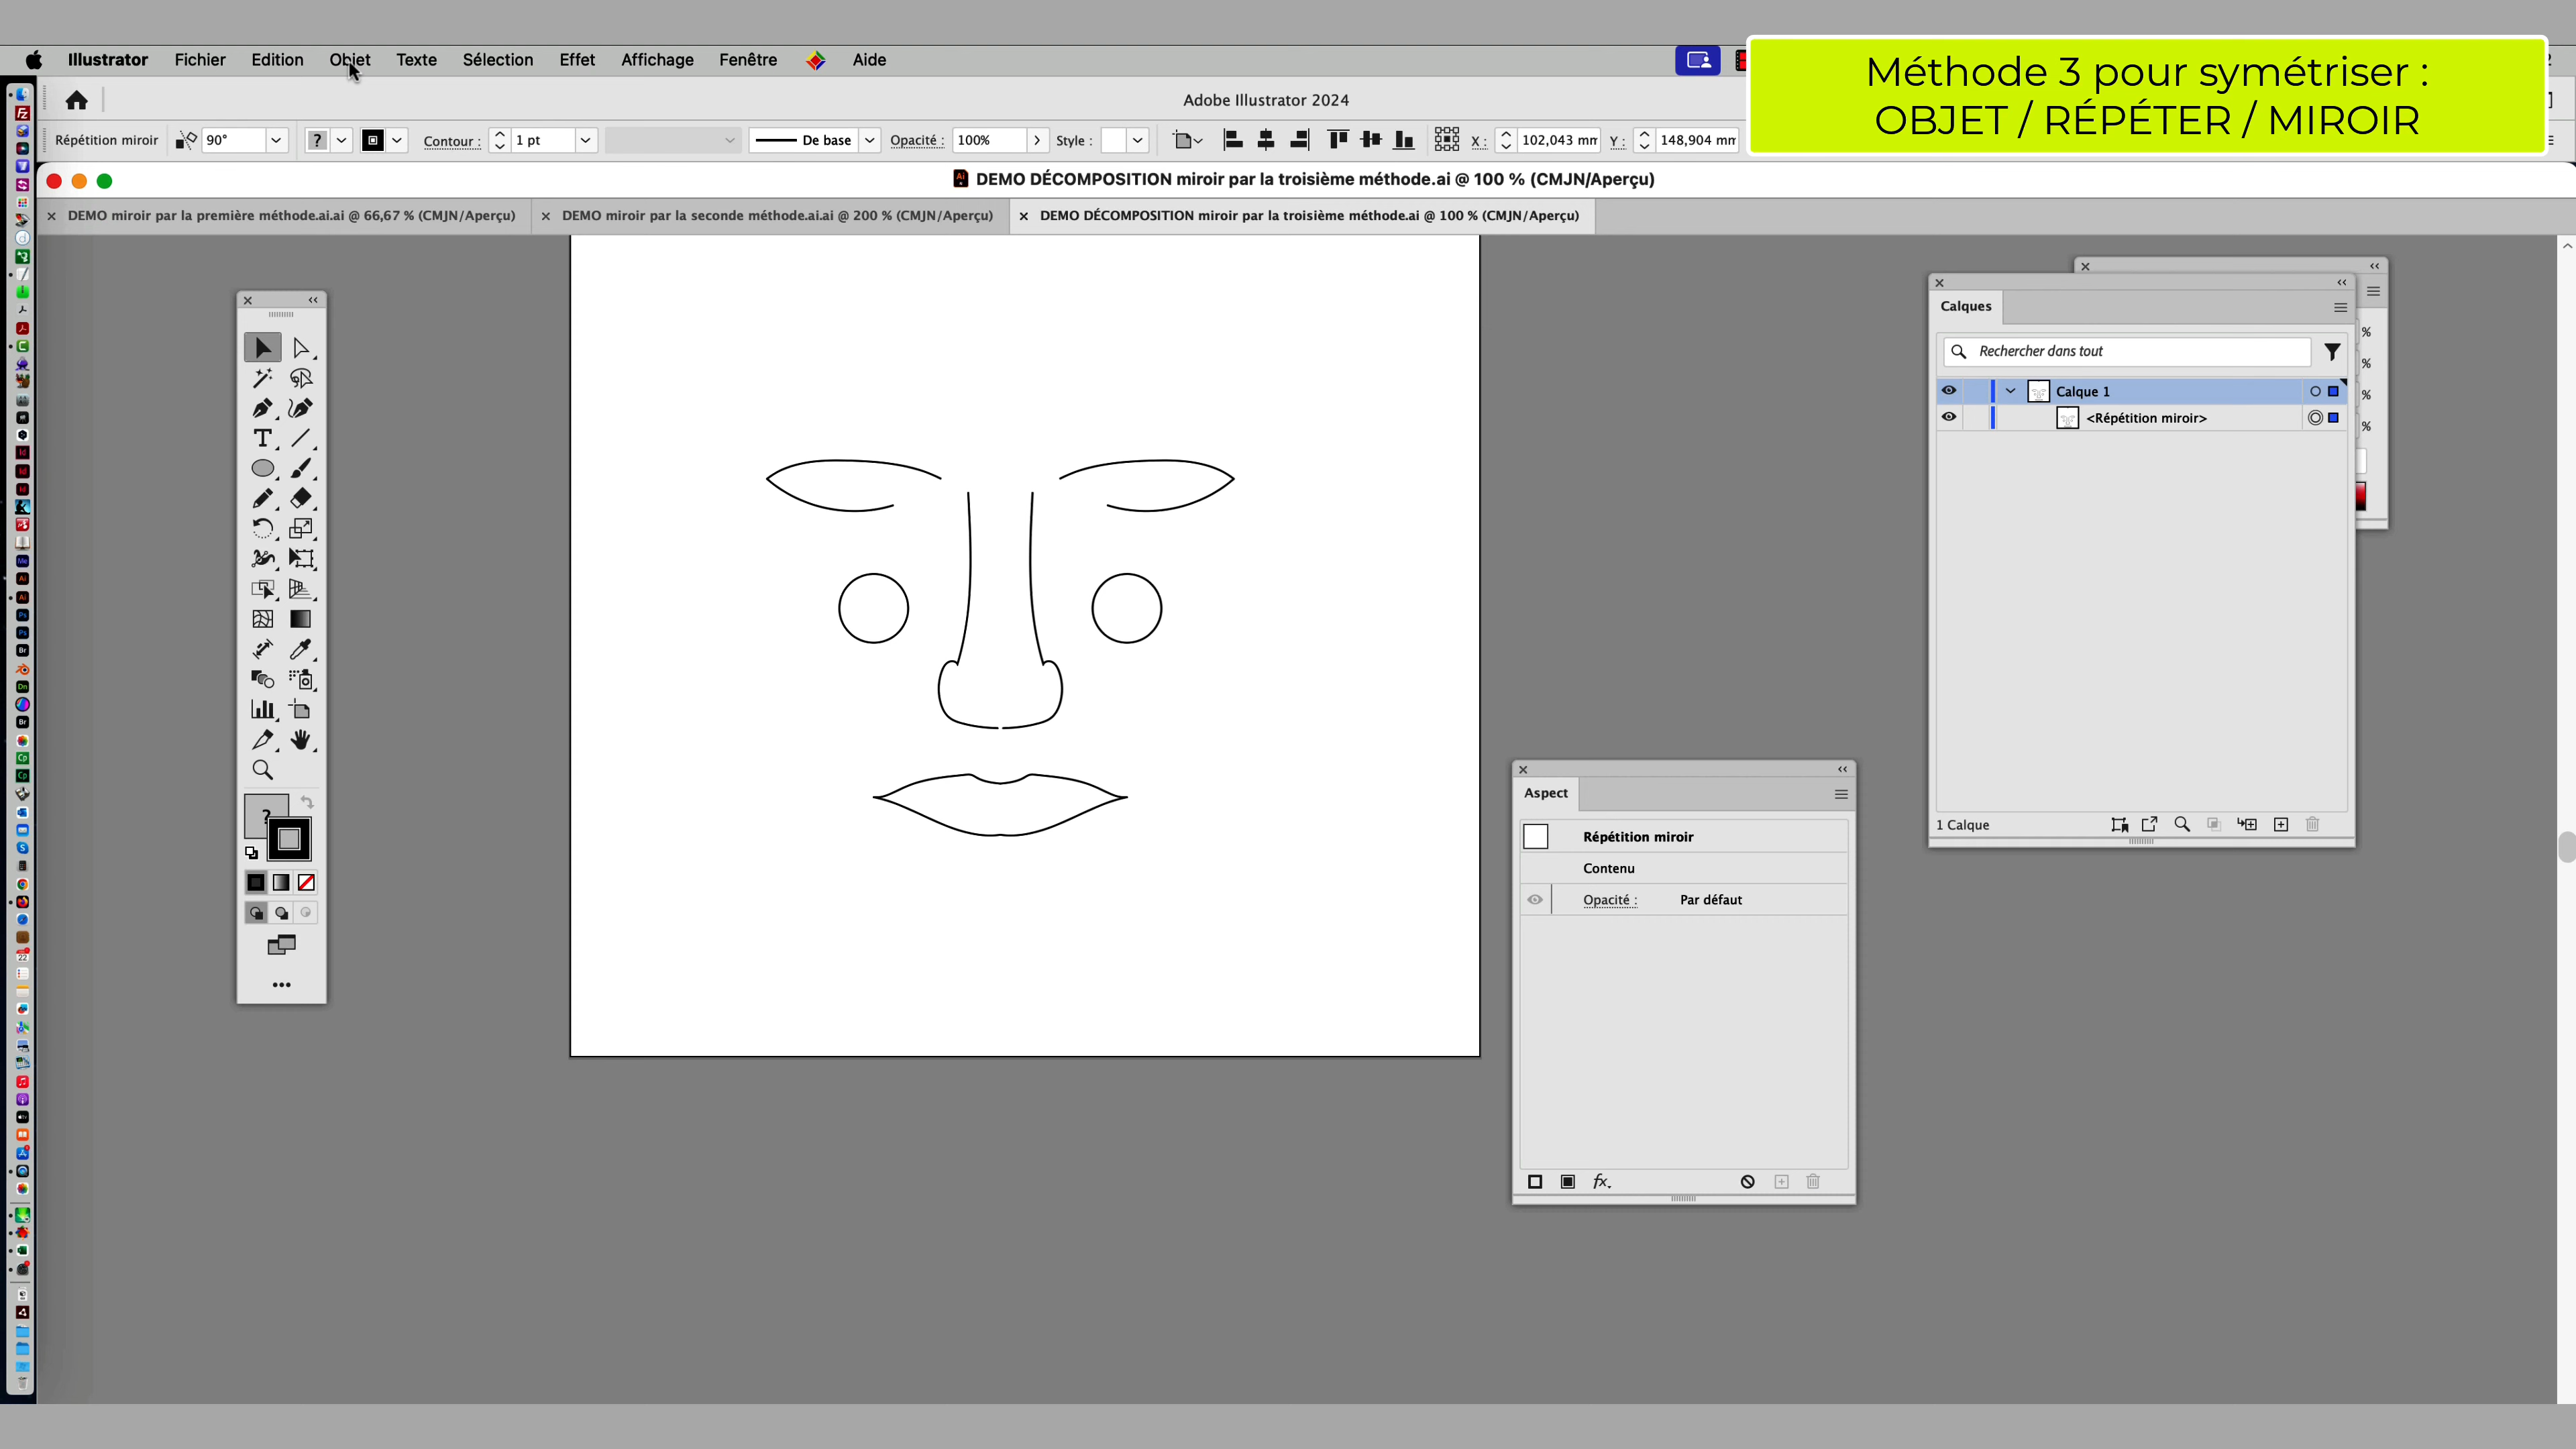 Illustrator Fichier Edition Objet Texte Sélection Effet Affichage Fenêtre Aide
Méthode 3 pour symétriser :
OBJET / RÉPÉTER / MIROIR
Adobe Illustrator 2024
Répétition miroir 90° ? Contour : 1 pt De base Opacité : 100% Style : X : 102,043 mm Y : 148,904 mm
DEMO DÉCOMPOSITION miroir par la troisième méthode.ai @ 100 % (CMJN/Aperçu)
DEMO miroir par la première méthode.ai.ai @ 66,67 % (CMJN/Aperçu)
DEMO miroir par la seconde méthode.ai.ai @ 200 % (CMJN/Aperçu)
DEMO DÉCOMPOSITION miroir par la troisième méthode.ai @ 100 % (CMJN/Aperçu)
Calques
Rechercher dans tout
Calque 1
<Répétition miroir>
%
%
%
%
1 Calque
Aspect
Répétition miroir
Contenu
Opacité : Par défaut
fx
?